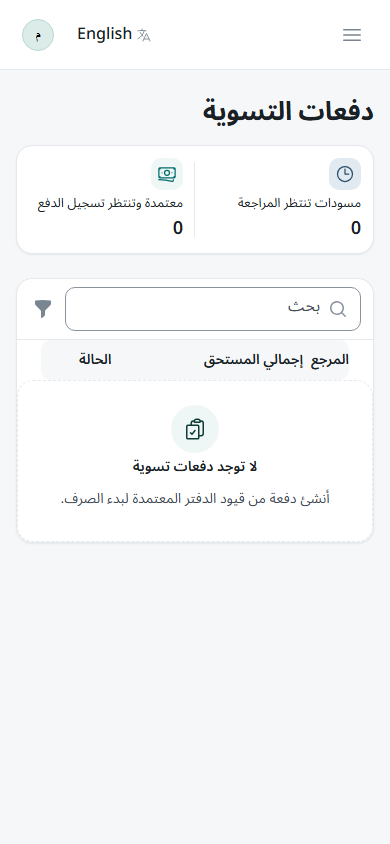 English
م
دفعات التسوية
مسودات تنتظر المراجعة
0
معتمدة وتنتظر تسجيل الدفع
0
بحث
المرجع إجمالي المستحق الحالة
لا توجد دفعات تسوية
أنشئ دفعة من قيود الدفتر المعتمدة لبدء الصرف.